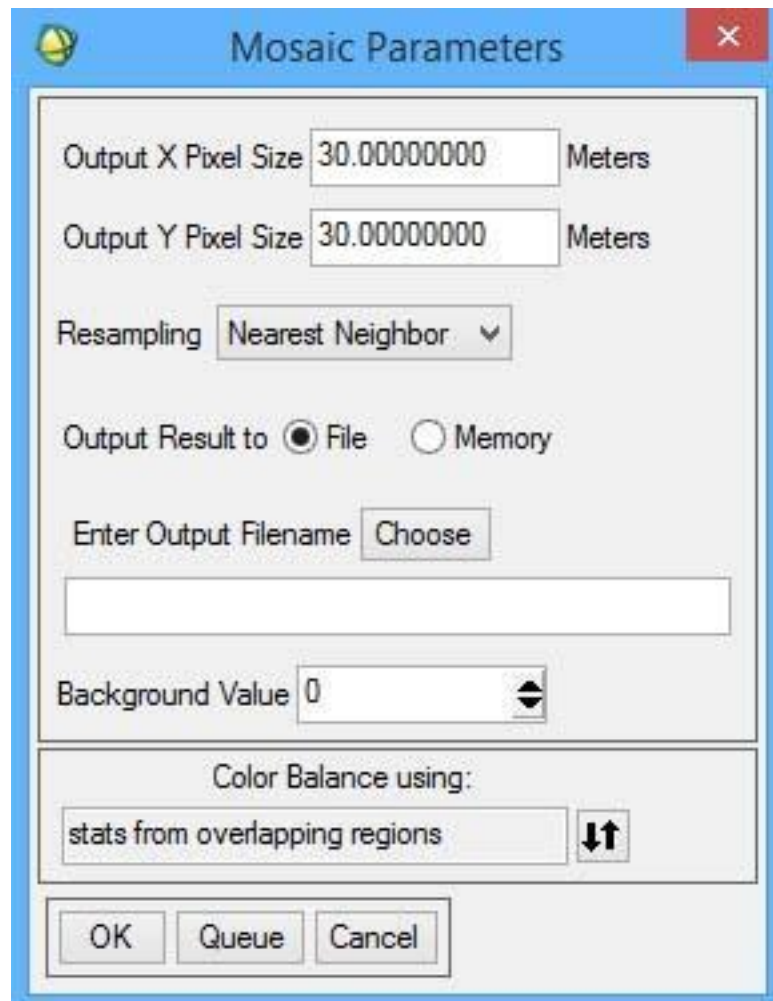 Mosaic Parameters
Output X Pixel Size 30.00000000 Meters
Output Y Pixel Size 30.00000000 Meters
Resampling Nearest Neighbor
Output Result to File Memory
Enter Output Filename Choose
Background Value 0
Color Balance using:
stats from overlapping regions
OK Queue Cancel